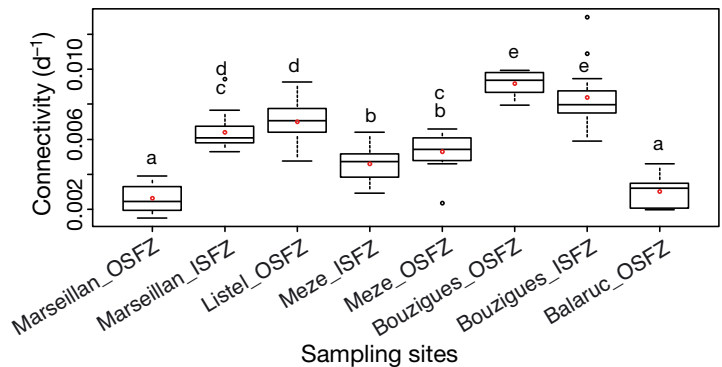 Connectivity (d⁻¹)
0.002
0.006
0.010
a
d
c
d
b
c
b
e
e
a
Marseillan_OSFZ
Marseillan_ISFZ
Listel_OSFZ
Meze_ISFZ
Meze_OSFZ
Bouzigues_OSFZ
Bouzigues_ISFZ
Balaruc_OSFZ
Sampling sites